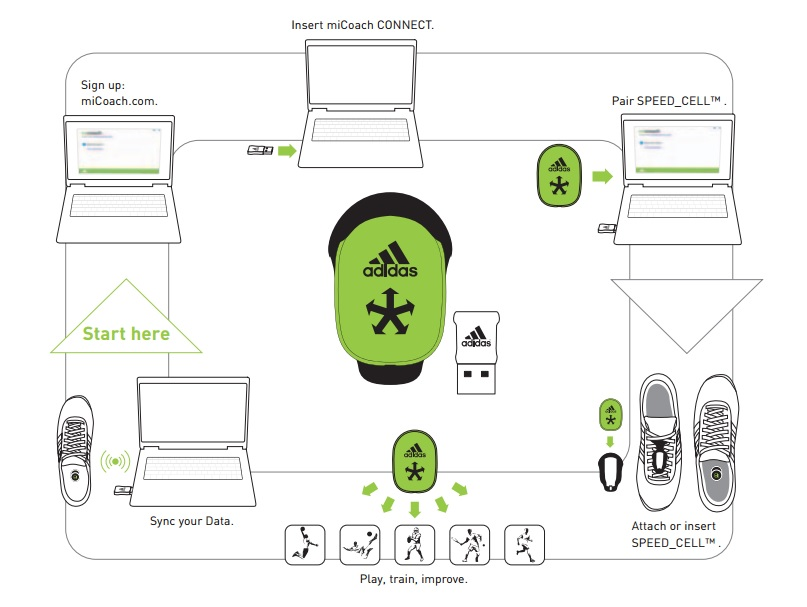 Insert miCoach CONNECT.
Sign up:
miCoach.com.
Pair SPEED_CELL™ .
adidas
adidas
adidas
Start here
adidas
adidas
Sync your Data.
Attach or insert
SPEED_CELL™ .
Play, train, improve.